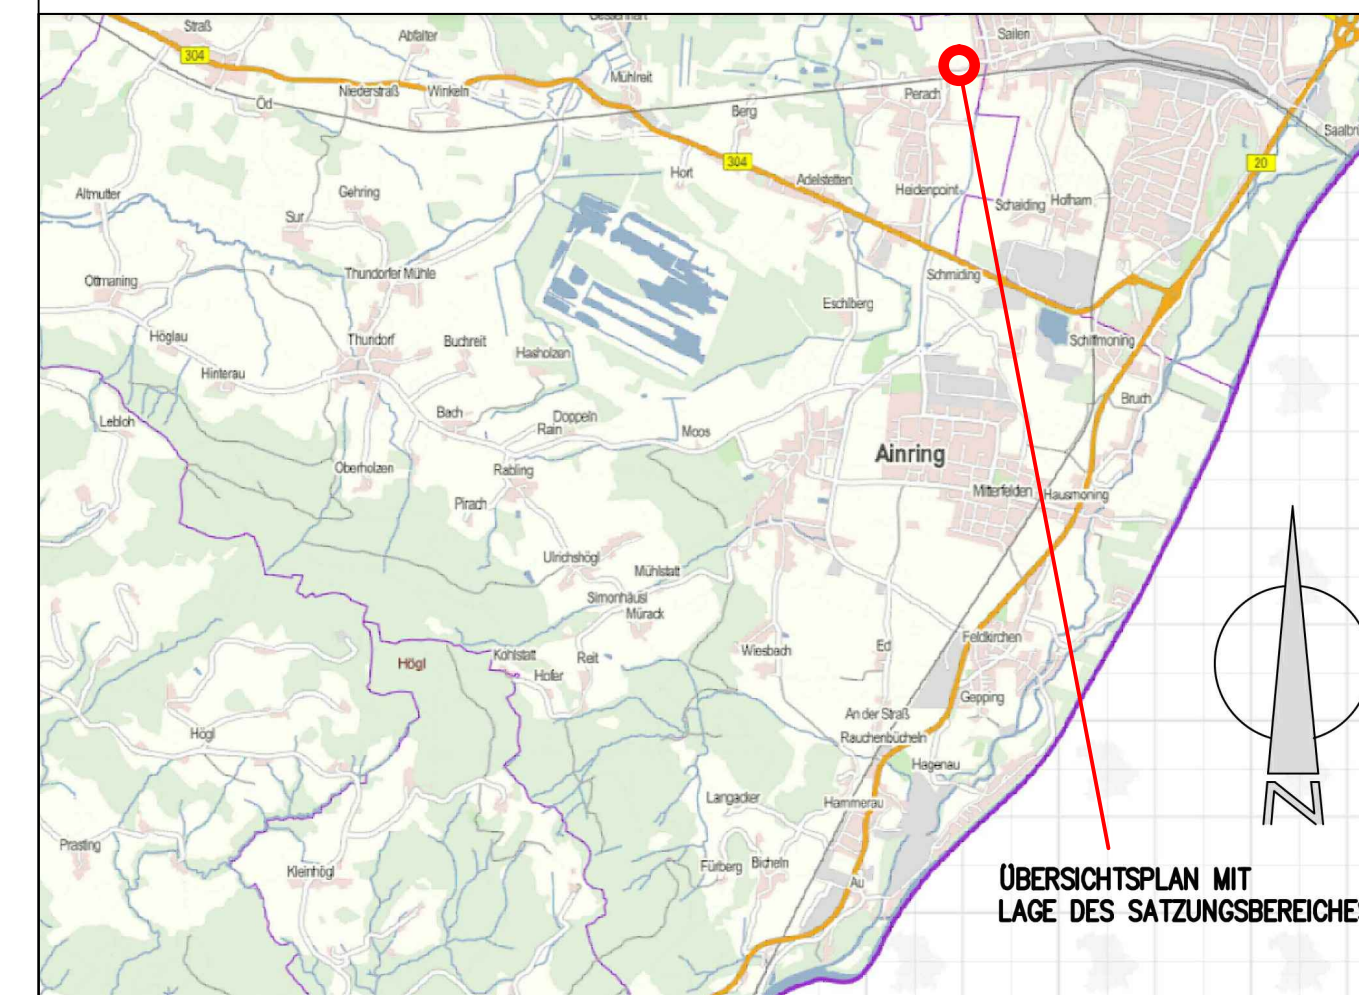 Straß
Abfalter
Sailen
304
Mühlreit
Niederstraß
Winkeln
Öd
Perach
Berg
Saalbr
304
20
Hort
Adelstetten
Altmutter
Gehring
Heidenpoint
Sur
Schaiding
Hofham
Thundorfer Mühle
Schmiding
Ottmaning
Eschlberg
Höglau
Thundorf
Buchreit
Hasholzen
Schiffmoning
Hinterau
Bruch
Lebloh
Bach
Doppeln
Rain
Moos
Ainring
Oberholzen
Rabling
Mitterfelden
Hausmoning
Pirach
Ulrichshögl
Mühlstatt
Simonhäusl
Mürack
Feldkirchen
Wiesbach
Ed
Högl
Kohlstatt
Reit
Hofer
Gepping
An der Straß
Rauchenbücheln
Högl
Hagenau
Langacker
Hammerau
Prasting
Kleinhögl
Fürberg
Bicheln
Au
N
ÜBERSICHTSPLAN MIT
LAGE DES SATZUNGSBEREICHES